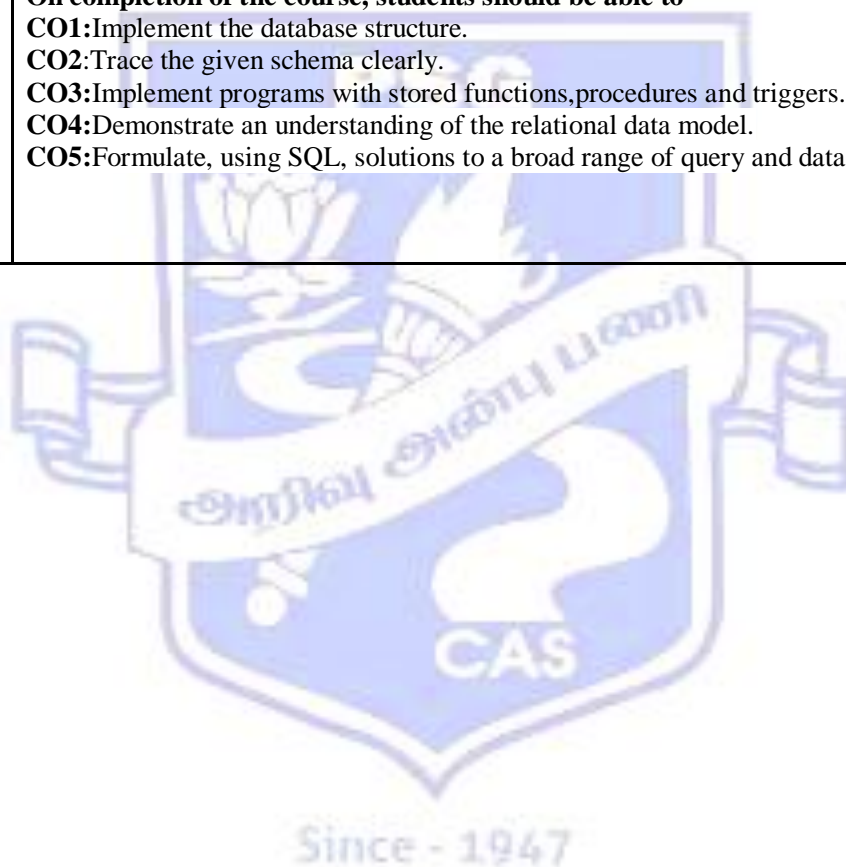 On completion of the course, students should be able to
CO1:Implement the database structure.
CO2:Trace the given schema clearly.
CO3:Implement programs with stored functions,procedures and triggers.
CO4:Demonstrate an understanding of the relational data model.
CO5:Formulate, using SQL, solutions to a broad range of query and data
PSG
அறிவு அன்பு பணி
CAS
Since - 1947